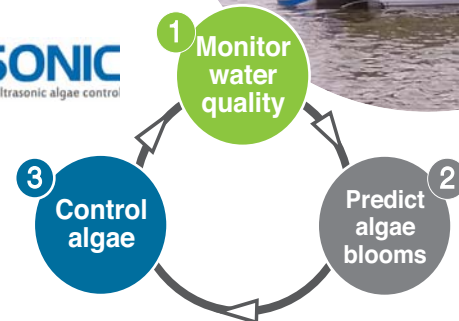 SONIC
ltrasonic algae control
1
Monitor
water
quality
2
Predict
algae
blooms
3
Control
algae